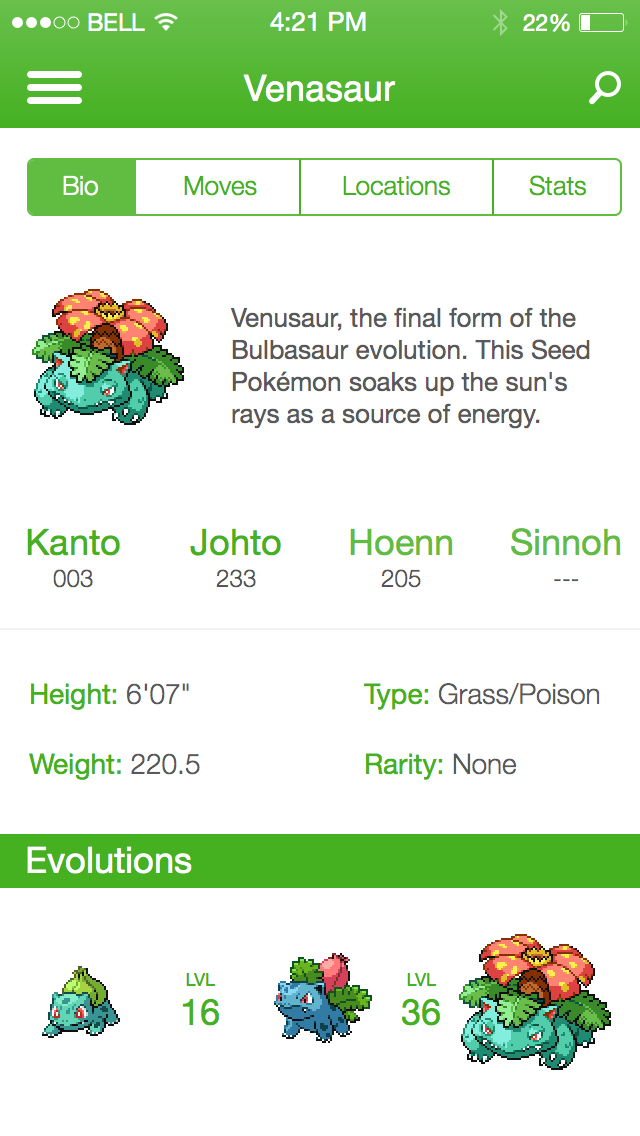 BELL 4:21 PM 22%
Venasaur
Bio Moves Locations Stats
Venusaur, the final form of the
Bulbasaur evolution. This Seed
Pokémon soaks up the sun's
rays as a source of energy.
Kanto Johto Hoenn Sinnoh
003 233 205 ---
Height: 6'07" Type: Grass/Poison
Weight: 220.5 Rarity: None
Evolutions
LVL LVL
16 36